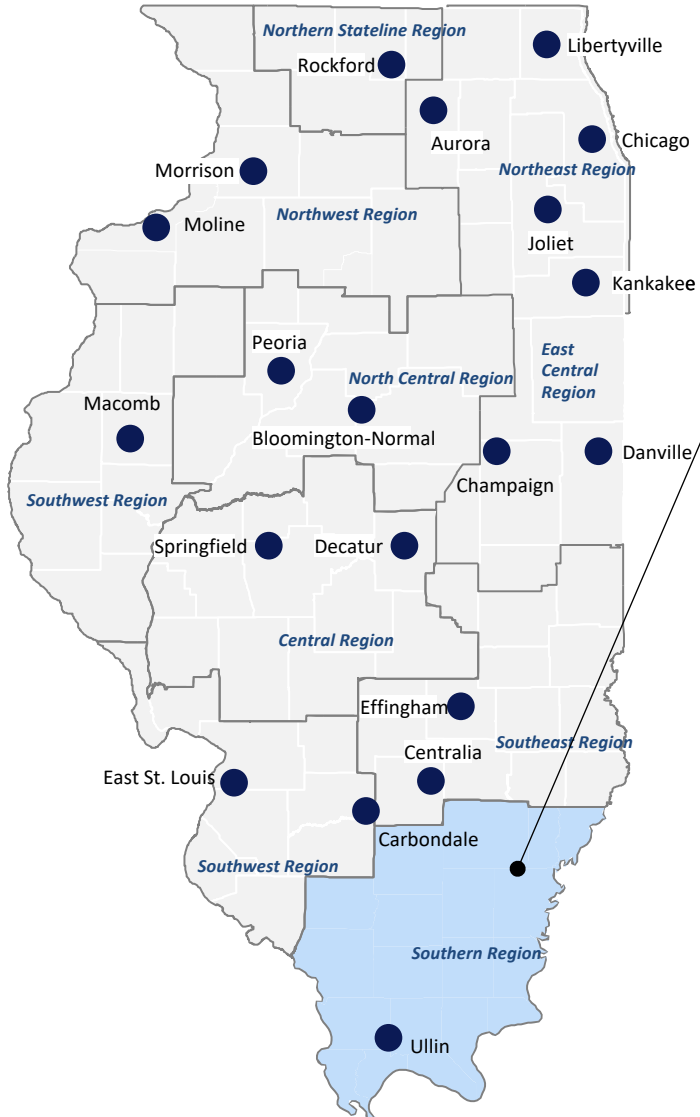 Northern Stateline Region
Libertyville
Rockford
Aurora
Chicago
Morrison
Northeast Region
Northwest Region
Moline
Joliet
Kankakee
Peoria
East
Central
Region
North Central Region
Macomb
Bloomington-Normal
Danville
Champaign
Southwest Region
Springfield
Decatur
Central Region
Effingham
Southeast Region
Centralia
East St. Louis
Carbondale
Southwest Region
Southern Region
Ullin